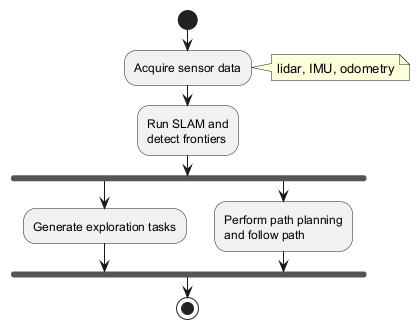 Acquire sensor data
lidar, IMU, odometry
Run SLAM and
detect frontiers
Generate exploration tasks
Perform path planning
and follow path